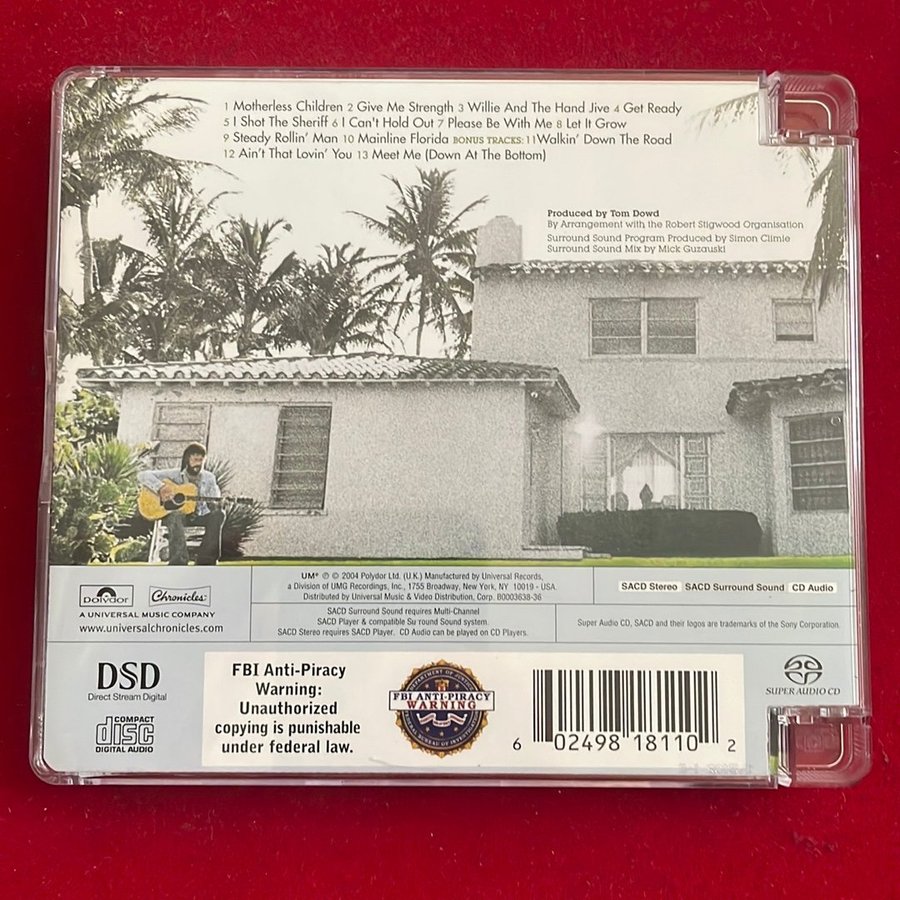 1 Motherless Children 2 Give Me Strength 3 Willie And The Hand Jive 4 Get Ready
5 I Shot The Sheriff 6 I Can't Hold Out 7 Please Be With Me 8 Let It Grow
9 Steady Rollin' Man 10 Mainline Florida BONUS TRACKS: 11 Walkin' Down The Road
12 Ain't That Lovin' You 13 Meet Me (Down At The Bottom)
Produced by Tom Dowd
By Arrangement with the Robert Stigwood Organisation
Surround Sound Program Produced by Simon Climie
Surround Sound Mix by Mick Guzauski
polydor Chronicles
A UNIVERSAL MUSIC COMPANY
www.universalchronicles.com
UMe ℗ © 2004 Polydor Ltd. (U.K.) Manufactured by Universal Records,
a Division of UMG Recordings, Inc., 1755 Broadway, New York, NY 10019 - USA.
Distributed by Universal Music & Video Distribution, Corp. B0003638-36
SACD Surround Sound requires Multi-Channel
SACD Player & compatible Su round Sound system.
SACD Stereo requires SACD Player. CD Audio can be played on CD Players.
SACD Stereo SACD Surround Sound CD Audio
Super Audio CD, SACD and their logos are trademarks of the Sony Corporation.
DSD
Direct Stream Digital
COMPACT
disc
DIGITAL AUDIO
FBI Anti-Piracy
Warning:
Unauthorized
copying is punishable
under federal law.
DEPARTMENT OF JUSTICE
FBI ANTI-PIRACY
WARNING
FEDERAL BUREAU OF INVESTIGATION
6 02498 18110 2
SUPER AUDIO CD